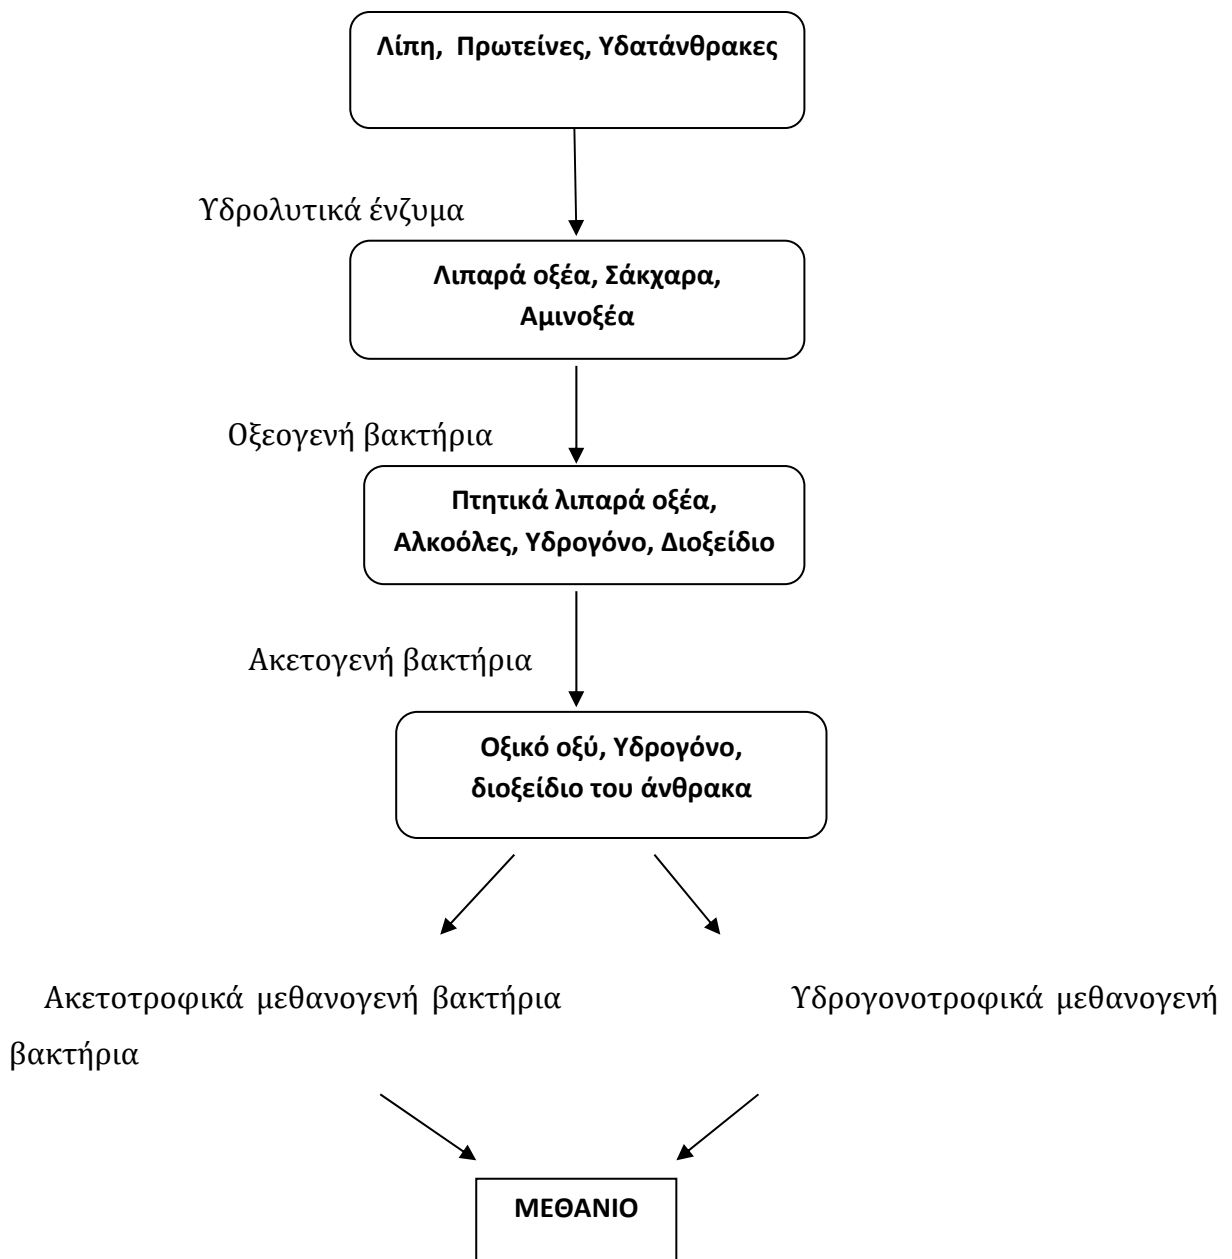 Λίπη, Πρωτείνες, Υδατάνθρακες
Υδρολυτικά ένζυμα
Λιπαρά οξέα, Σάκχαρα,
Αμινοξέα
Οξεογενή βακτήρια
Πτητικά λιπαρά οξέα,
Αλκοόλες, Υδρογόνο, Διοξείδιο
Ακετογενή βακτήρια
Οξικό οξύ, Υδρογόνο,
διοξείδιο του άνθρακα
Ακετοτροφικά μεθανογενή βακτήρια Υδρογονοτροφικά μεθανογενή
βακτήρια
ΜΕΘΑΝΙΟ